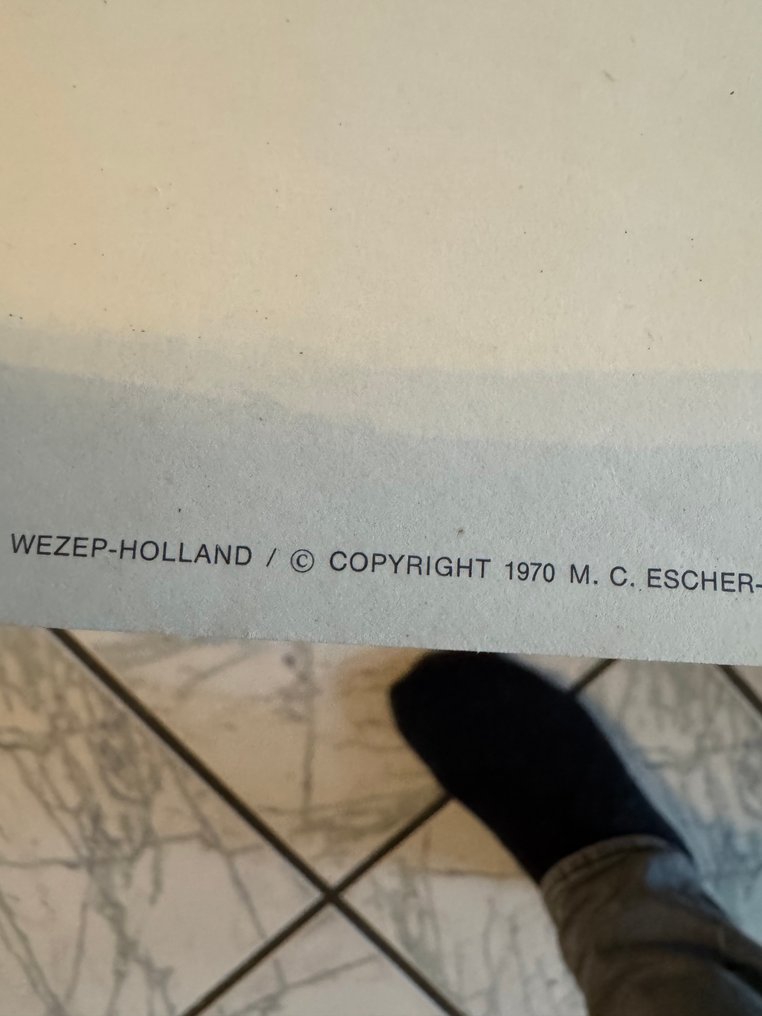 WEZEP-HOLLAND / © COPYRIGHT 1970 M. C. ESCHER-